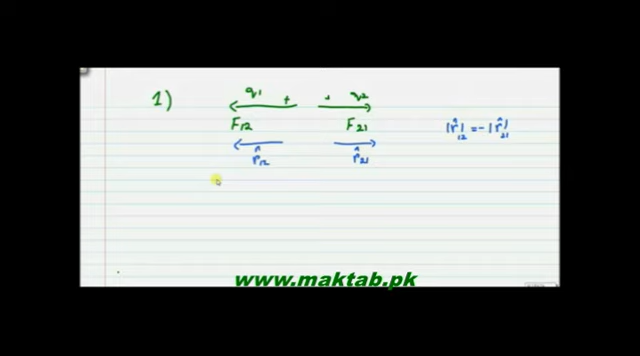 1)
q1 + + q2
F12 F21
r̂12 r̂21
|r̂|12 = -|r̂|21
www.maktab.pk